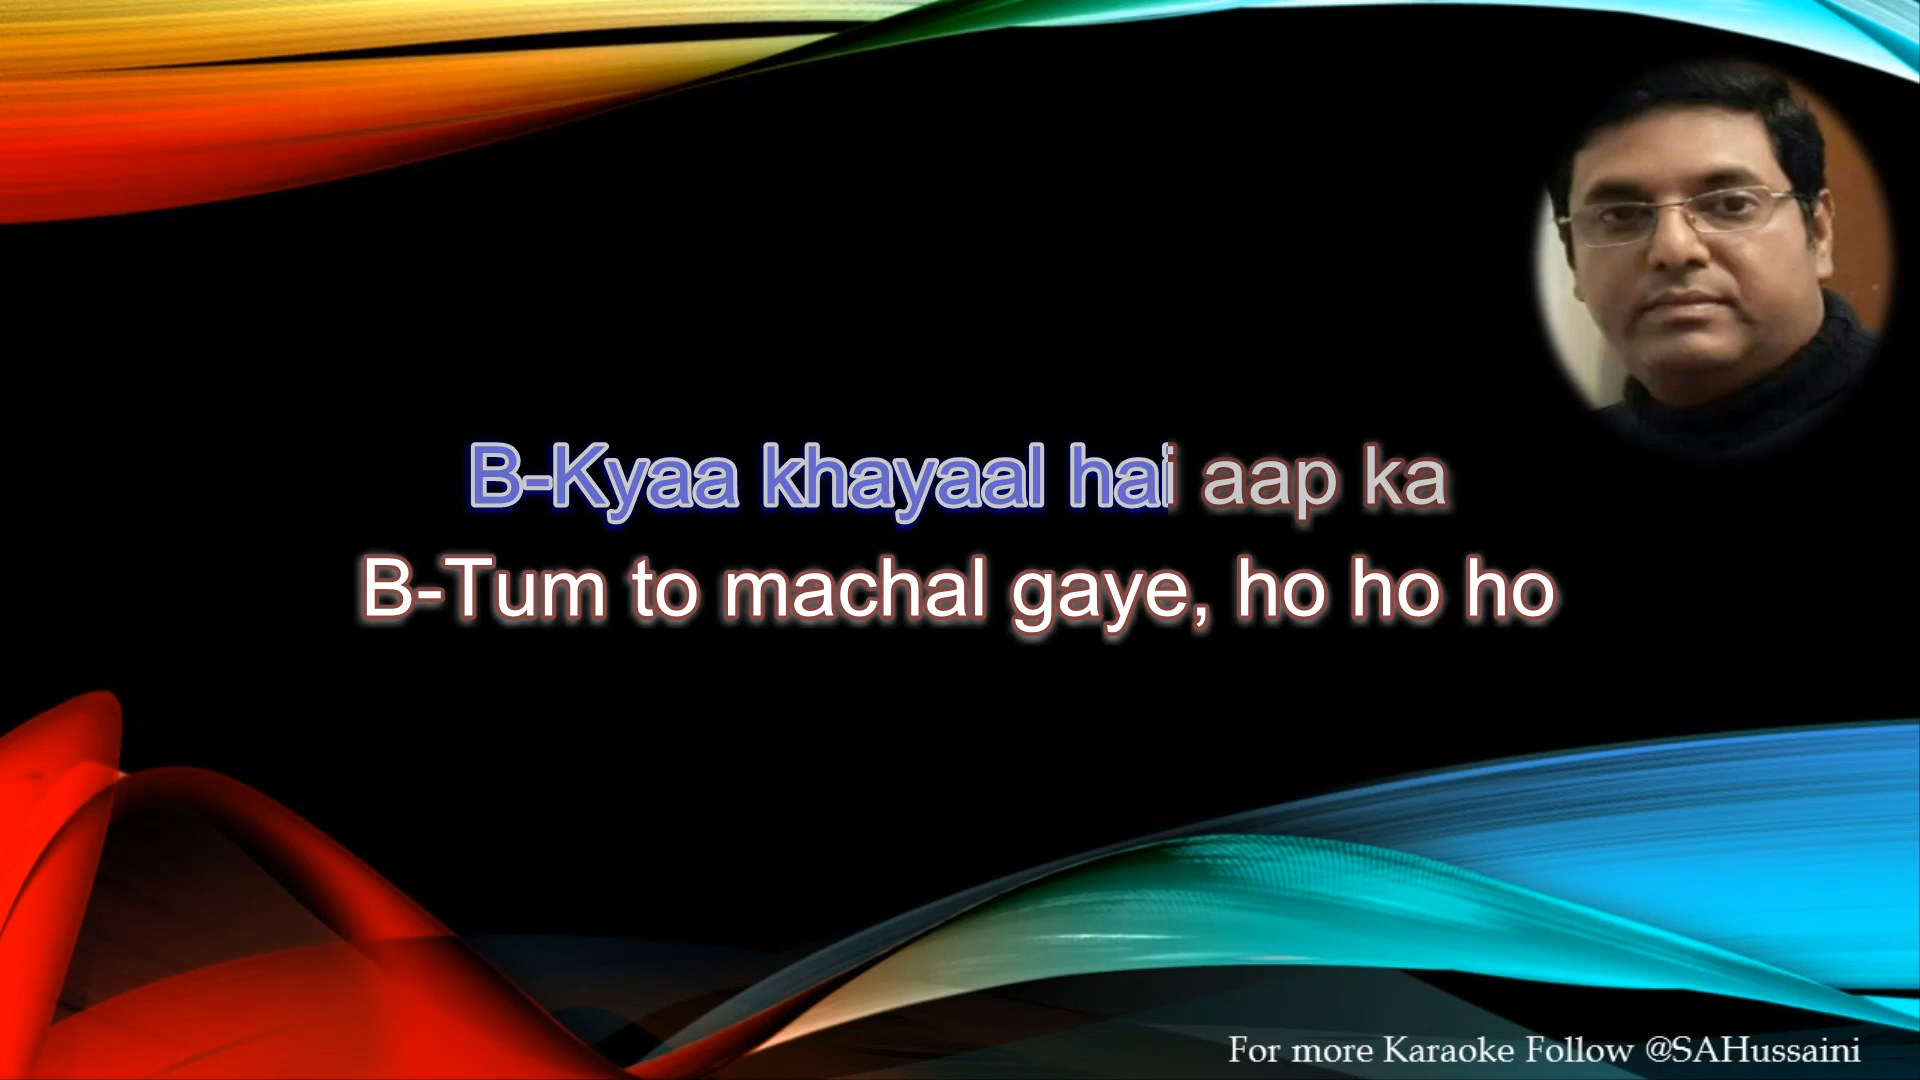 B-Kyaa khayaal hai aap ka
B-Tum to machal gaye, ho ho ho
For more Karaoke Follow @SAHussaini